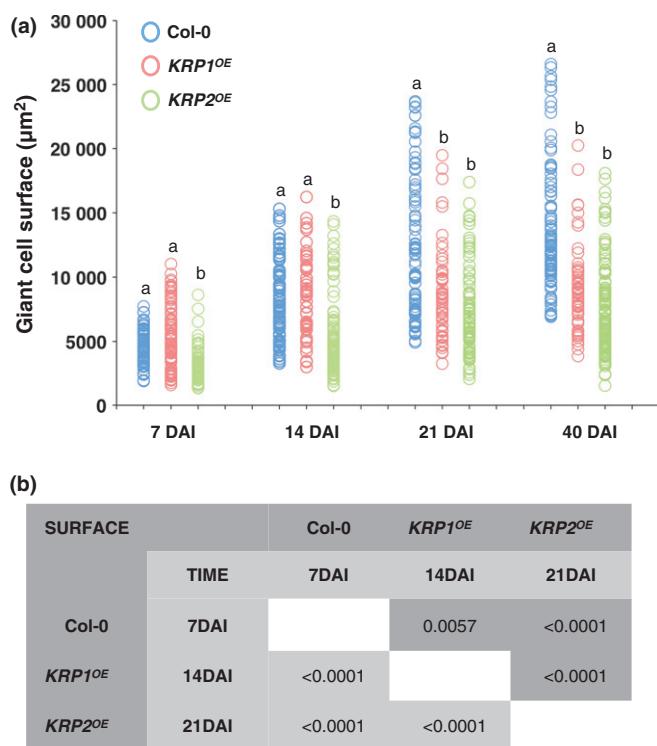 (a)
30 000
25 000
20 000
15 000
10 000
5000
0
Giant cell surface (µm²)
Col-0
KRP1ᴼᴱ
KRP2ᴼᴱ
a a b
a a b
a b b
a b b
7 DAI 14 DAI 21 DAI 40 DAI
(b)
SURFACE Col-0 KRP1ᴼᴱ KRP2ᴼᴱ
TIME 7DAI 14DAI 21DAI
Col-0 7DAI 0.0057 <0.0001
KRP1ᴼᴱ 14DAI <0.0001 <0.0001
KRP2ᴼᴱ 21DAI <0.0001 <0.0001